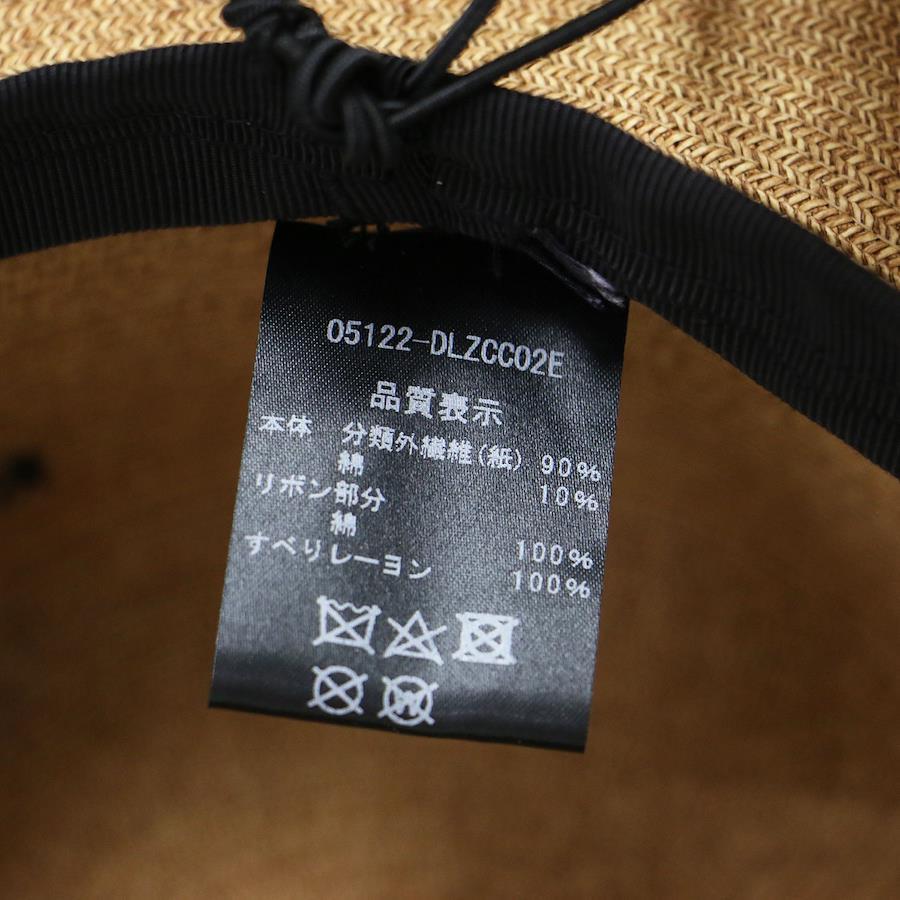 05122-DLZCC02E
品質表示
本体 分類外繊維(紙) 90%
綿 10%
リボン部分
綿 100%
すべりレーヨン 100%
W